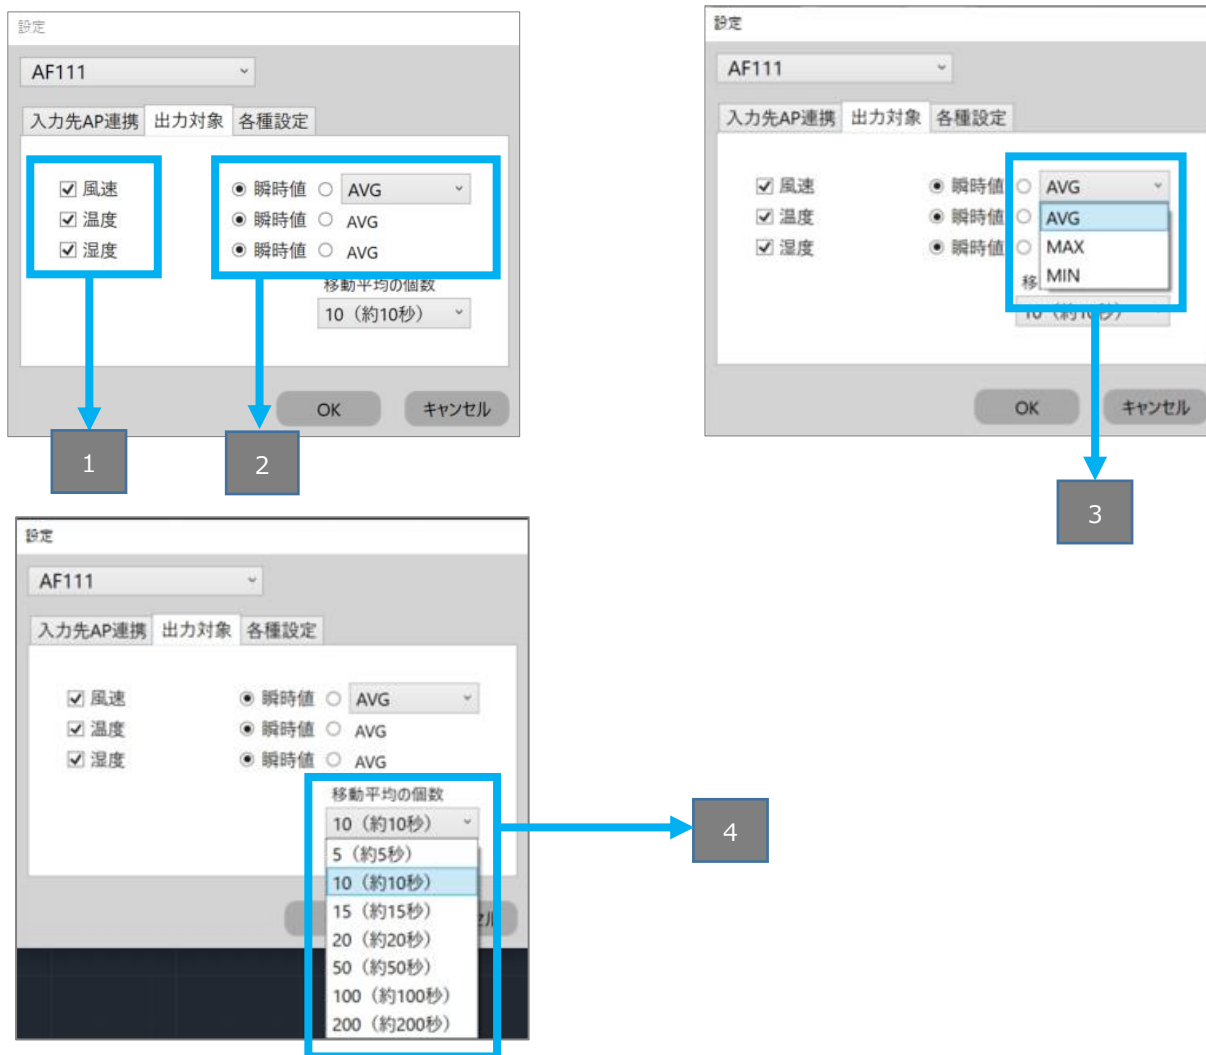 設定
AF111
入力先AP連携 出力対象 各種設定
風速 瞬時値 AVG
温度 瞬時値 AVG
湿度 瞬時値 AVG
移動平均の個数
10（約10秒）
OK キャンセル
1 2
設定
AF111
入力先AP連携 出力対象 各種設定
風速 瞬時値 AVG
温度 瞬時値 AVG
湿度 瞬時値 MAX
移 MIN
10（約10秒）
OK キャンセル
3
設定
AF111
入力先AP連携 出力対象 各種設定
風速 瞬時値 AVG
温度 瞬時値 AVG
湿度 瞬時値 AVG
移動平均の個数
10（約10秒）
5（約5秒）
10（約10秒）
15（約15秒）
20（約20秒）
50（約50秒）
100（約100秒）
200（約200秒）
4